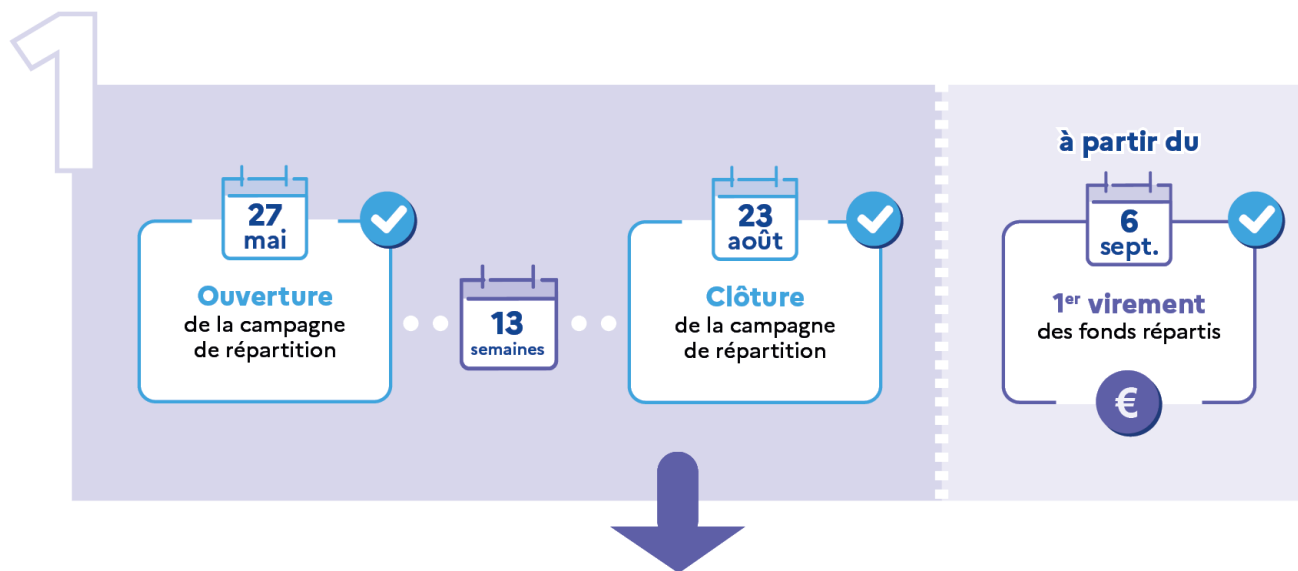 1
27
mai
Ouverture
de la campagne
de répartition
13
semaines
23
août
Clôture
de la campagne
de répartition
à partir du
6
sept.
1er virement
des fonds répartis
€